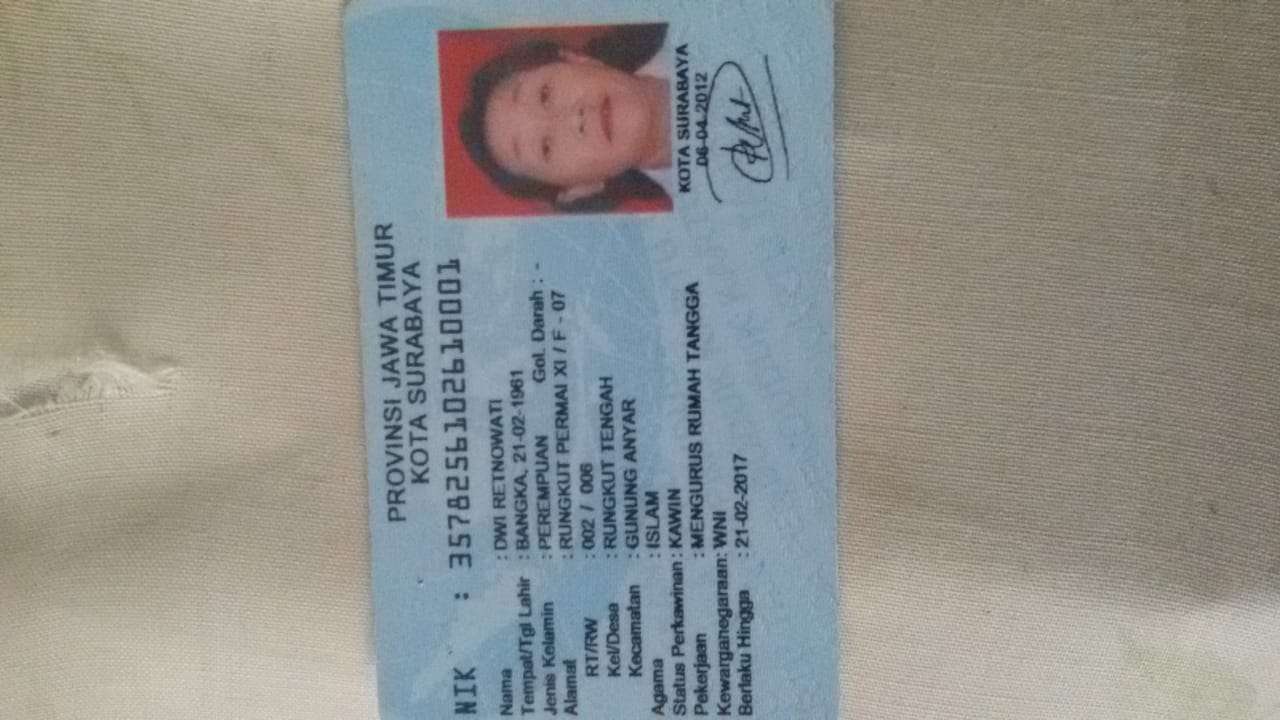 PROVINSI JAWA TIMUR
KOTA SURABAYA
NIK : 3578256102610001
Nama : DWI RETNOWATI
Tempat/Tgl Lahir : BANGKA, 21-02-1961
Jenis Kelamin : PEREMPUAN Gol. Darah : -
Alamat : RUNGKUT PERMAI XI / F - 07
RT/RW : 002 / 006
Kel/Desa : RUNGKUT TENGAH
Kecamatan : GUNUNG ANYAR
Agama : ISLAM
Status Perkawinan : KAWIN
Pekerjaan : MENGURUS RUMAH TANGGA
Kewarganegaraan: WNI
Berlaku Hingga : 21-02-2017
KOTA SURABAYA
06-04-2012